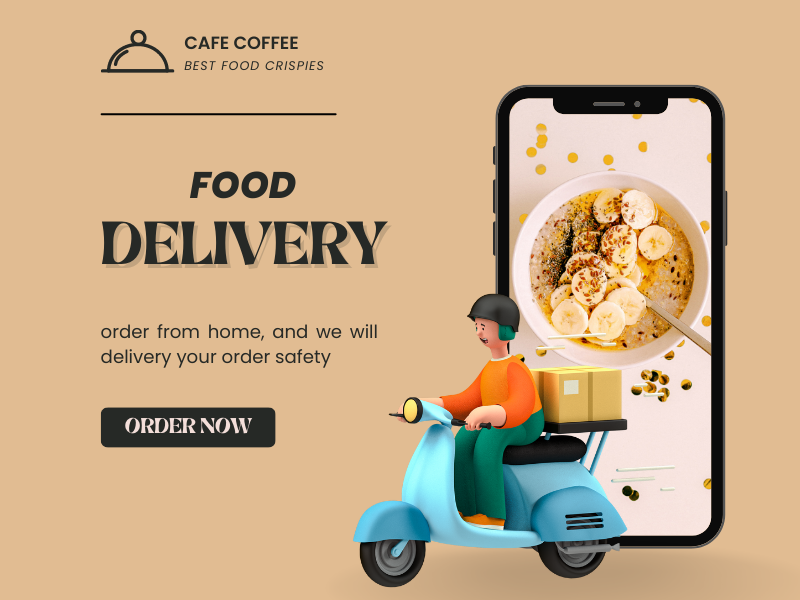 CAFE COFFEE
BEST FOOD CRISPIES
FOOD
DELIVERY
order from home, and we will
delivery your order safety
ORDER NOW